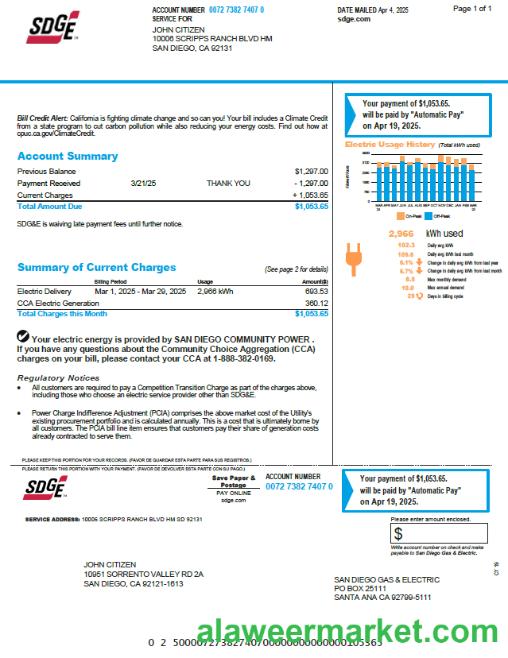 SDGE
ACCOUNT NUMBER 0072 7382 7407 0
SERVICE FOR
JOHN CITIZEN
10006 SCRIPPS RANCH BLVD HM
SAN DIEGO, CA 92131
DATE MAILED Apr 4, 2025
sdge.com
Page 1 of 1
Your payment of $1,053.65.
will be paid by "Automatic Pay"
on Apr 19, 2025.
Bill Credit Alert: California is fighting climate change and so can you! Your bill includes a Climate Credit
from a state program to cut carbon pollution while also reducing your energy costs. Find out how at
cpuc.ca.gov/ClimateCredit.
Account Summary
Previous Balance $1,297.00
Payment Received 3/21/25 THANK YOU - 1,297.00
Current Charges + 1,053.65
Total Amount Due $1,053.65
SDG&E is waiving late payment fees until further notice.
Electric Usage History (Total kWh used)
On-Peak Off-Peak
2,966 kWh used
102.3 Daily avg kWh
Daily avg kWh last month
Change in daily avg kWh from last year
Change in daily avg kWh from last month
Max monthly demand
Max annual demand
Days in billing cycle
Summary of Current Charges (See page 2 for details)
Billing Period Usage Amount($)
Electric Delivery Mar 1, 2025 - Mar 29, 2025 2,966 kWh 693.53
CCA Electric Generation 360.12
Total Charges this Month $1,053.65
Your electric energy is provided by SAN DIEGO COMMUNITY POWER .
If you have any questions about the Community Choice Aggregation (CCA)
charges on your bill, please contact your CCA at 1-888-382-0169.
Regulatory Notices
• All customers are required to pay a Competition Transition Charge as part of the charges above,
including those who choose an electric service provider other than SDG&E.
• Power Charge Indifference Adjustment (PCIA) comprises the above market cost of the Utility's
existing procurement portfolio and is calculated annually. This is a cost that is ultimately borne by
all customers. The PCIA bill line item ensures that customers pay their share of generation costs
already contracted to serve them.
PLEASE KEEP THIS PORTION FOR YOUR RECORDS. (FAVOR DE GUARDAR ESTA PARTE PARA SUS REGISTROS.)
PLEASE RETURN THIS PORTION WITH YOUR PAYMENT. (FAVOR DE DEVOLVER ESTA PARTE CON SU PAGO.)
SDGE
Save Paper &
Postage
PAY ONLINE
sdge.com
ACCOUNT NUMBER
0072 7382 7407 0
Your payment of $1,053.65.
will be paid by "Automatic Pay"
on Apr 19, 2025.
SERVICE ADDRESS: 10006 SCRIPPS RANCH BLVD HM SD 92131
Please enter amount enclosed.
$
Write account number on check and make
payable to San Diego Gas & Electric.
JOHN CITIZEN
10951 SORRENTO VALLEY RD 2A
SAN DIEGO, CA 92121-1613
SAN DIEGO GAS & ELECTRIC
PO BOX 25111
SANTA ANA CA 92799-5111
alaweermarket.com